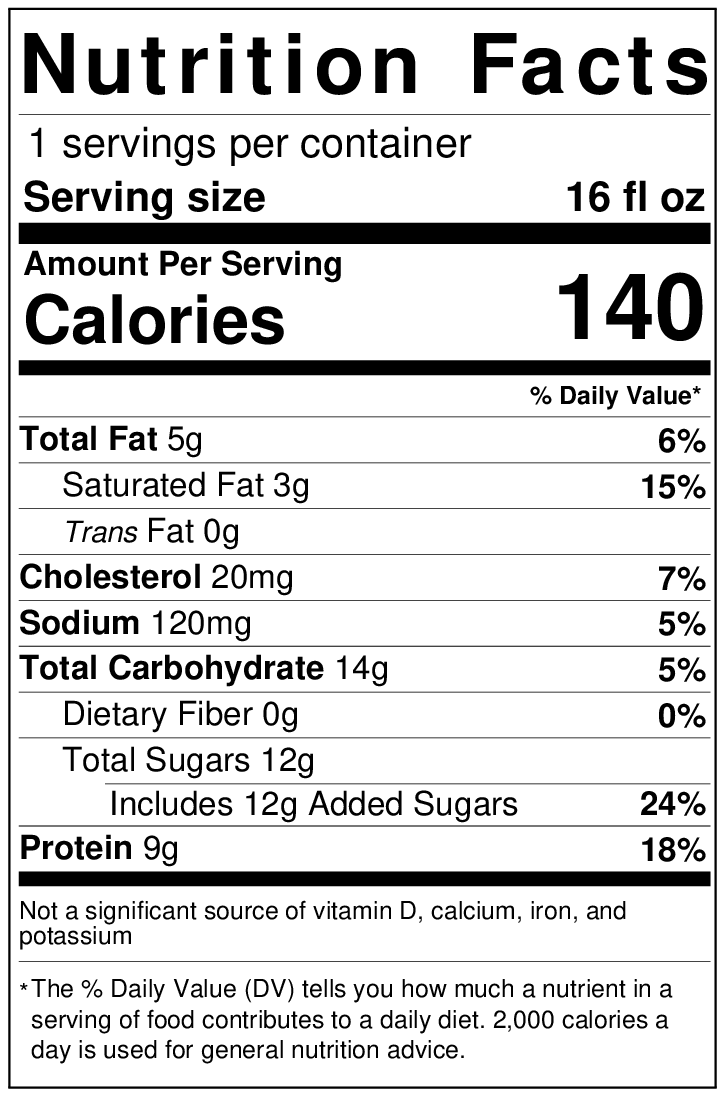 Nutrition Facts
1 servings per container
Serving size 16 fl oz
Amount Per Serving
Calories 140
% Daily Value*
Total Fat 5g 6%
Saturated Fat 3g 15%
Trans Fat 0g
Cholesterol 20mg 7%
Sodium 120mg 5%
Total Carbohydrate 14g 5%
Dietary Fiber 0g 0%
Total Sugars 12g
Includes 12g Added Sugars 24%
Protein 9g 18%
Not a significant source of vitamin D, calcium, iron, and
potassium
*The % Daily Value (DV) tells you how much a nutrient in a
serving of food contributes to a daily diet. 2,000 calories a
day is used for general nutrition advice.